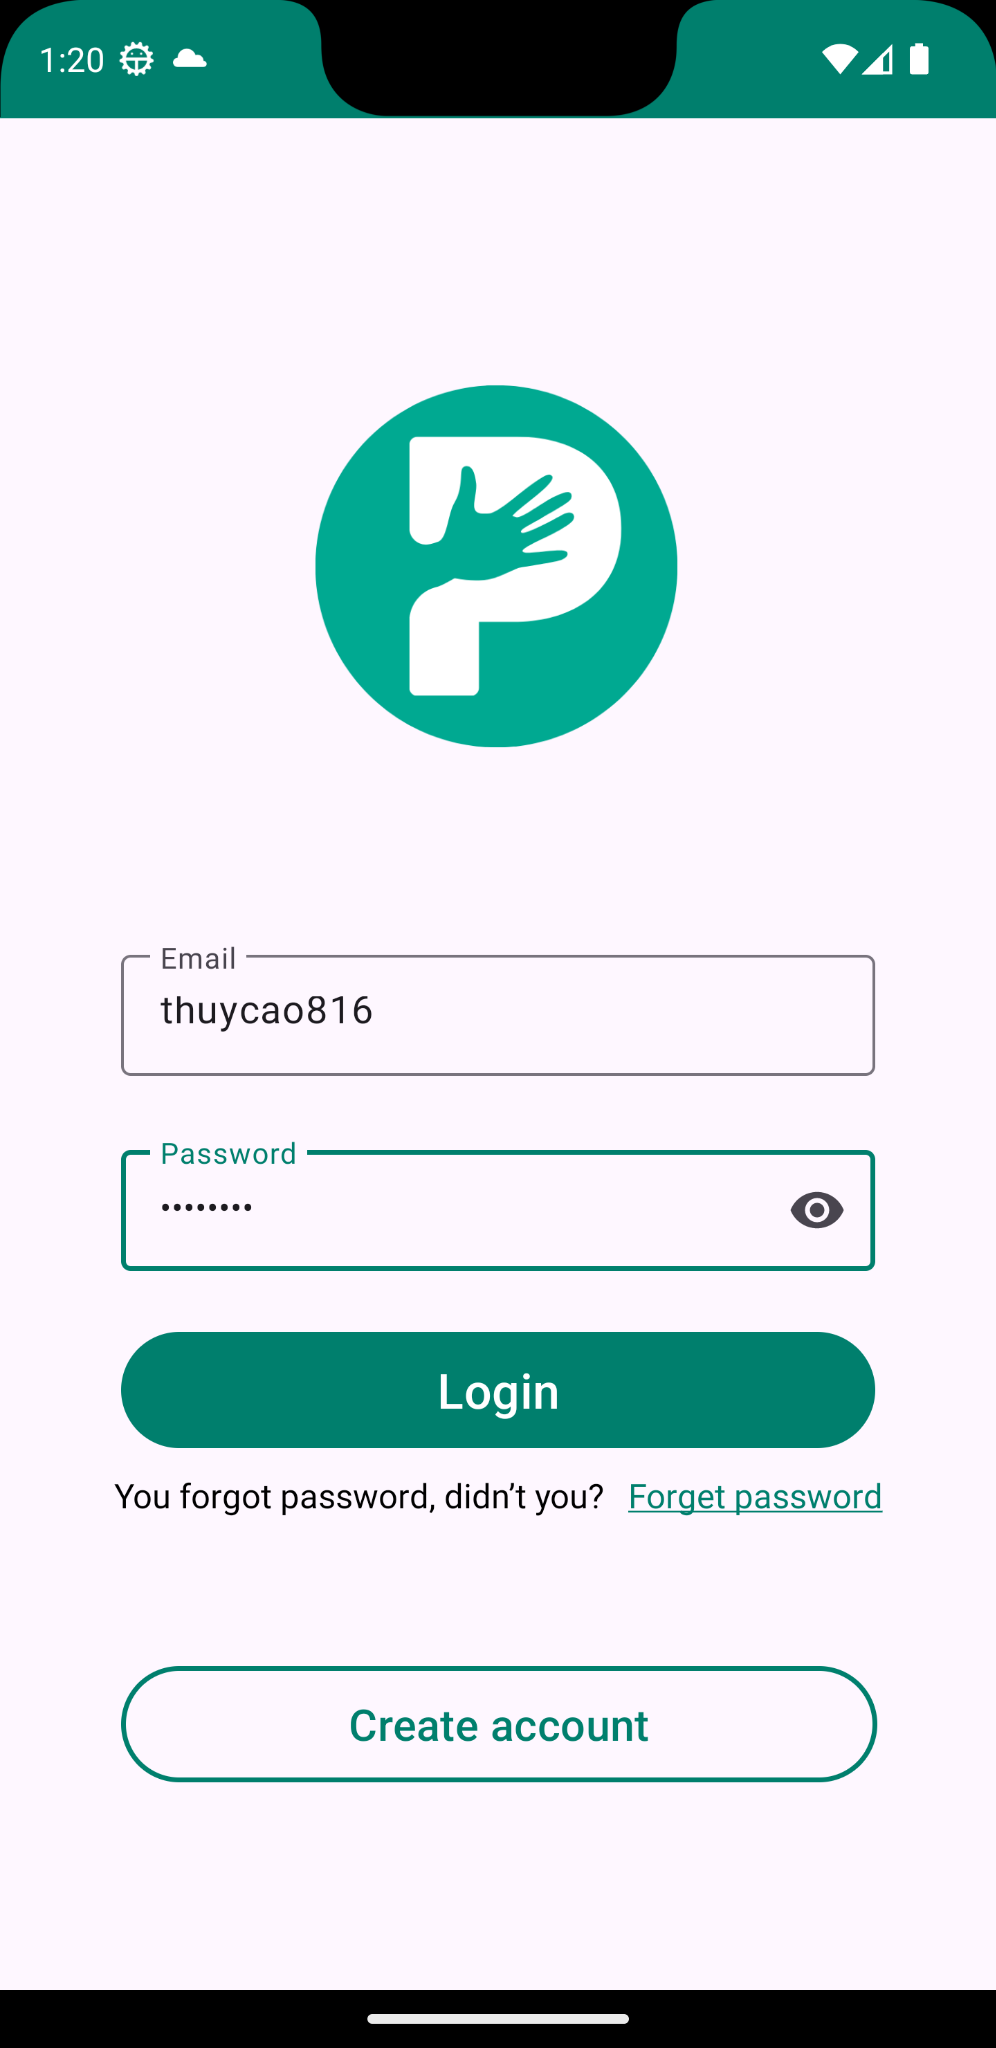 1:20
P
Email
thuycao816
Password
••••••••
Login
You forgot password, didn't you? Forget password
Create account